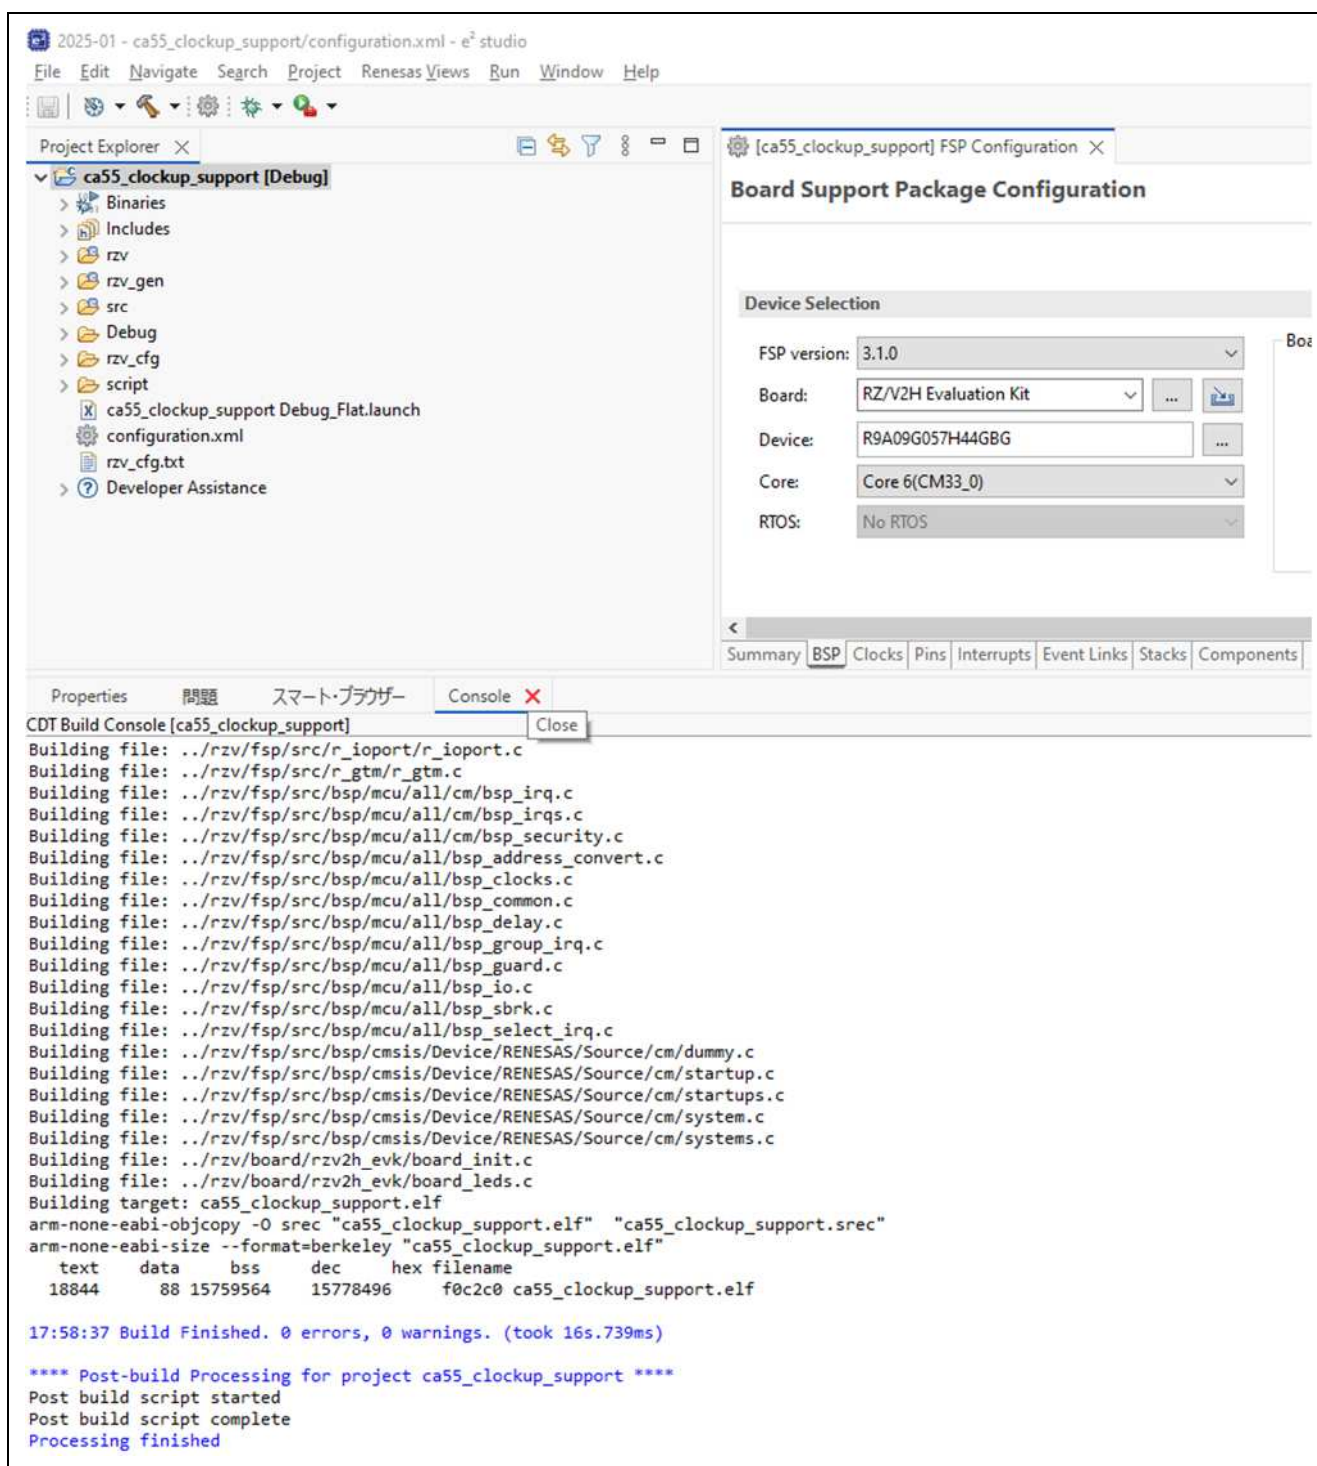 2025-01 - ca55_clockup_support/configuration.xml - e² studio
File Edit Navigate Search Project Renesas Views Run Window Help
Project Explorer
ca55_clockup_support [Debug]
Binaries
Includes
rzv
rzv_gen
src
Debug
rzv_cfg
script
ca55_clockup_support Debug_Flat.launch
configuration.xml
rzv_cfg.txt
Developer Assistance
[ca55_clockup_support] FSP Configuration
Board Support Package Configuration
Device Selection
FSP version: 3.1.0
Board: RZ/V2H Evaluation Kit ...
Device: R9A09G057H44GBG ...
Core: Core 6(CM33_0)
RTOS: No RTOS
Boa
Summary BSP Clocks Pins Interrupts Event Links Stacks Components
Properties 問題 スマート・ブラウザー Console
CDT Build Console [ca55_clockup_support]
Close
Building file: ../rzv/fsp/src/r_ioport/r_ioport.c
Building file: ../rzv/fsp/src/r_gtm/r_gtm.c
Building file: ../rzv/fsp/src/bsp/mcu/all/cm/bsp_irq.c
Building file: ../rzv/fsp/src/bsp/mcu/all/cm/bsp_irqs.c
Building file: ../rzv/fsp/src/bsp/mcu/all/cm/bsp_security.c
Building file: ../rzv/fsp/src/bsp/mcu/all/bsp_address_convert.c
Building file: ../rzv/fsp/src/bsp/mcu/all/bsp_clocks.c
Building file: ../rzv/fsp/src/bsp/mcu/all/bsp_common.c
Building file: ../rzv/fsp/src/bsp/mcu/all/bsp_delay.c
Building file: ../rzv/fsp/src/bsp/mcu/all/bsp_group_irq.c
Building file: ../rzv/fsp/src/bsp/mcu/all/bsp_guard.c
Building file: ../rzv/fsp/src/bsp/mcu/all/bsp_io.c
Building file: ../rzv/fsp/src/bsp/mcu/all/bsp_sbrk.c
Building file: ../rzv/fsp/src/bsp/mcu/all/bsp_select_irq.c
Building file: ../rzv/fsp/src/bsp/cmsis/Device/RENESAS/Source/cm/dummy.c
Building file: ../rzv/fsp/src/bsp/cmsis/Device/RENESAS/Source/cm/startup.c
Building file: ../rzv/fsp/src/bsp/cmsis/Device/RENESAS/Source/cm/startups.c
Building file: ../rzv/fsp/src/bsp/cmsis/Device/RENESAS/Source/cm/system.c
Building file: ../rzv/fsp/src/bsp/cmsis/Device/RENESAS/Source/cm/systems.c
Building file: ../rzv/board/rzv2h_evk/board_init.c
Building file: ../rzv/board/rzv2h_evk/board_leds.c
Building target: ca55_clockup_support.elf
arm-none-eabi-objcopy -O srec "ca55_clockup_support.elf" "ca55_clockup_support.srec"
arm-none-eabi-size --format=berkeley "ca55_clockup_support.elf"
text data bss dec hex filename
18844 88 15759564 15778496 f0c2c0 ca55_clockup_support.elf
17:58:37 Build Finished. 0 errors, 0 warnings. (took 16s.739ms)
**** Post-build Processing for project ca55_clockup_support ****
Post build script started
Post build script complete
Processing finished